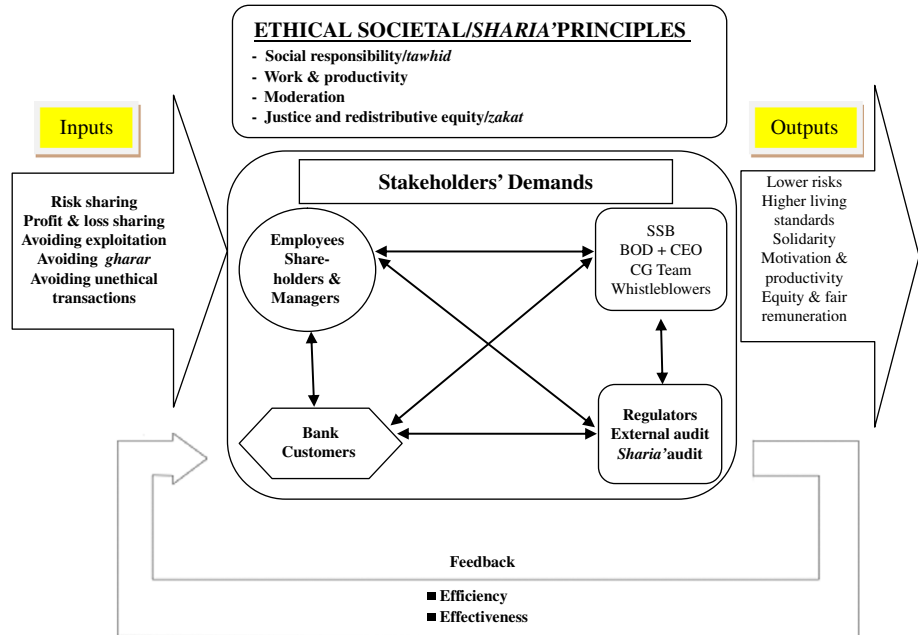 ETHICAL SOCIETAL/SHARIA'PRINCIPLES
- Social responsibility/tawhid
- Work & productivity
- Moderation
- Justice and redistributive equity/zakat
Inputs
Risk sharing
Profit & loss sharing
Avoiding exploitation
Avoiding gharar
Avoiding unethical
transactions
Stakeholders' Demands
Employees
Share-
holders &
Managers
SSB
BOD + CEO
CG Team
Whistleblowers
Bank
Customers
Regulators
External audit
Sharia'audit
Outputs
Lower risks
Higher living
standards
Solidarity
Motivation &
productivity
Equity & fair
remuneration
Feedback
■ Efficiency
■ Effectiveness